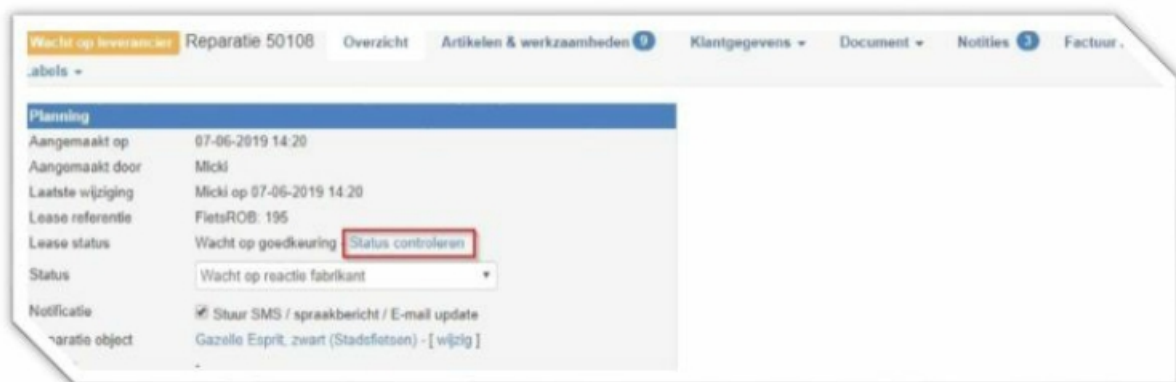 Wacht op leverancier Reparatie 50108 Overzicht Artikelen & werkzaamheden 9 Klantgegevens Document Notities 3 Factuur
abels
Planning
Aangemaakt op 07-06-2019 14:20
Aangemaakt door Micki
Laatste wijziging Micki op 07-06-2019 14:20
Lease referentie FietsROB: 195
Lease status Wacht op goedkeuring - Status controleren
Status Wacht op reactie fabrikant
Notificatie Stuur SMS / spraakbericht / E-mail update
paratie object Gazelle Esprit, zwart (Stadsfietsen) - [ wijzig ]
-